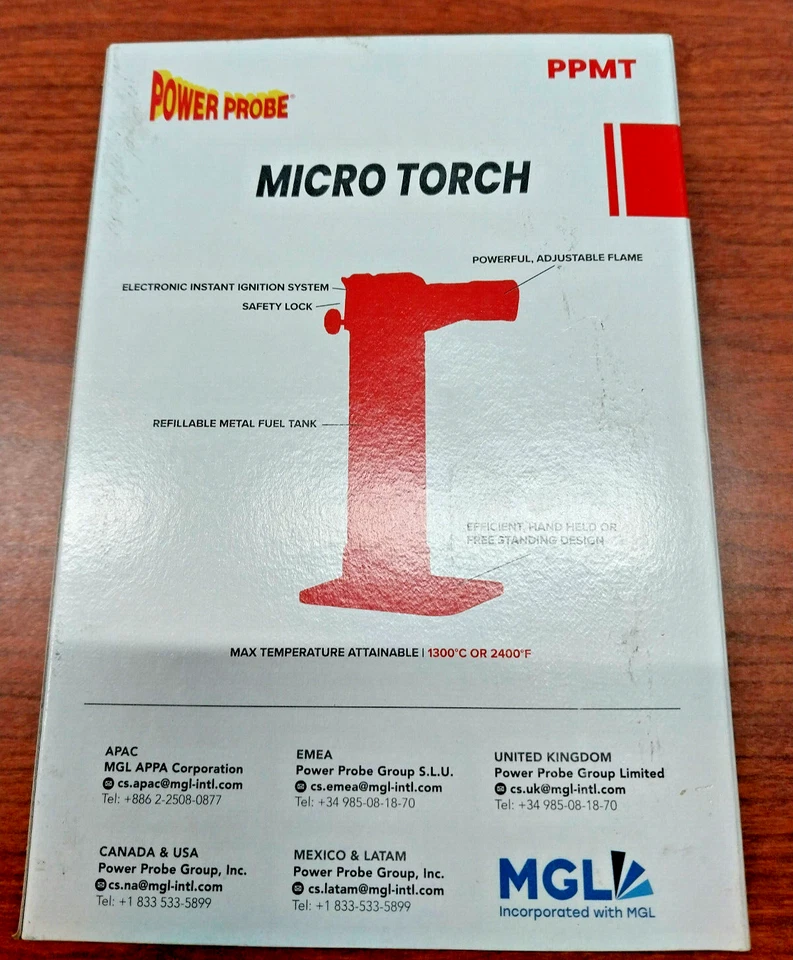 PPMT
POWER PROBE
MICRO TORCH
POWERFUL, ADJUSTABLE FLAME
ELECTRONIC INSTANT IGNITION SYSTEM
SAFETY LOCK
REFILLABLE METAL FUEL TANK
EFFICIENT, HAND HELD OR
FREE STANDING DESIGN
MAX TEMPERATURE ATTAINABLE | 1300°C OR 2400°F
APAC
MGL APPA Corporation
cs.apac@mgl-intl.com
Tel: +886 2-2508-0877
EMEA
Power Probe Group S.L.U.
cs.emea@mgl-intl.com
Tel: +34 985-08-18-70
UNITED KINGDOM
Power Probe Group Limited
cs.uk@mgl-intl.com
Tel: +34 985-08-18-70
CANADA & USA
Power Probe Group, Inc.
cs.na@mgl-intl.com
Tel: +1 833 533-5899
MEXICO & LATAM
Power Probe Group, Inc.
cs.latam@mgl-intl.com
Tel: +1 833-533-5899
MGL
Incorporated with MGL